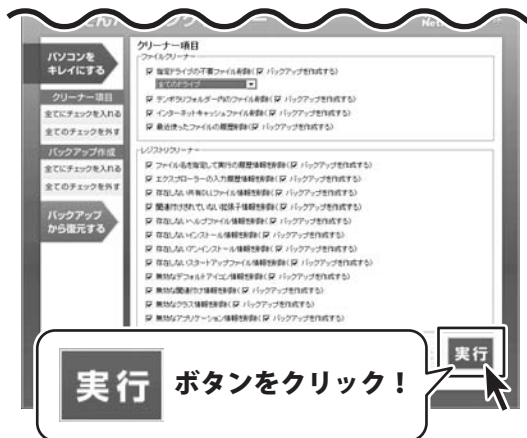 パソコンを
キレイにする
クリーナー項目
全てにチェックを入れる
全てのチェックを外す
バックアップ作成
全てにチェックを入れる
全てのチェックを外す
バックアップ
から復元する
クリーナー項目
ファイルクリーナー
指定ドライブの不要ファイル削除( バックアップを作成する)
全てのドライブ
テンポラリフォルダー内のファイル削除( バックアップを作成する)
インターネットキャッシュファイル削除( バックアップを作成する)
最近使ったファイルの履歴削除( バックアップを作成する)
レジストリクリーナー
ファイル名を指定して実行の履歴情報を削除( バックアップを作成する)
エクスプローラーの入力履歴情報を削除( バックアップを作成する)
存在しない共有DLLファイル情報を削除( バックアップを作成する)
関連付けされていない拡張子情報を削除( バックアップを作成する)
存在しないヘルプファイル情報を削除( バックアップを作成する)
存在しないインストール情報を削除( バックアップを作成する)
存在しないアンインストール情報を削除( バックアップを作成する)
存在しないスタートアップファイル情報を削除( バックアップを作成する)
無効なデフォルトアイコン情報を削除( バックアップを作成する)
無効な関連付け情報を削除( バックアップを作成する)
無効なクラス情報を削除( バックアップを作成する)
無効なアプリケーション情報を削除( バックアップを作成する)
実行
実行 ボタンをクリック！